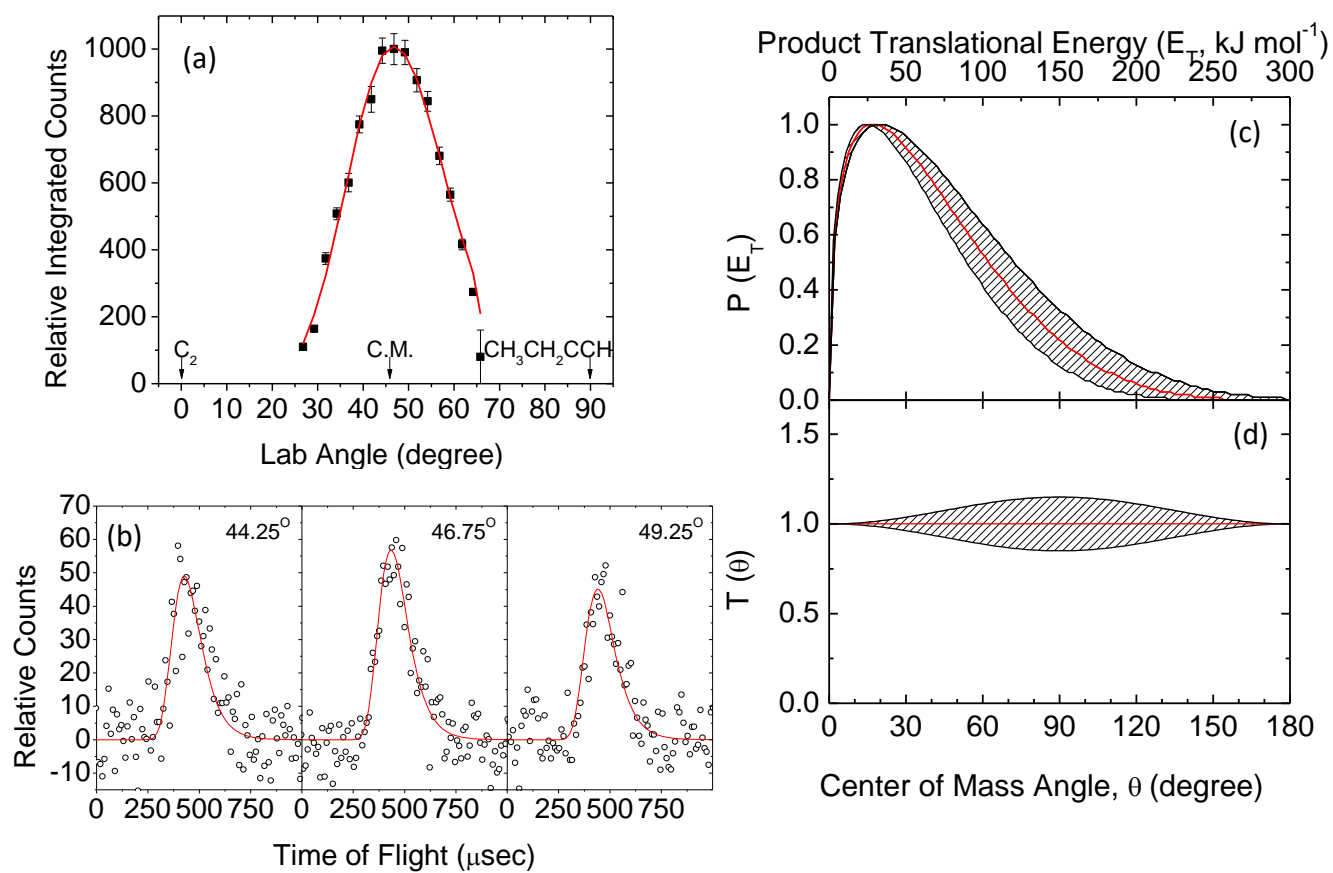 (a)
Relative Integrated Counts
1000
800
600
400
200
0
C₂
C.M.
CH₃CH₂CCH
0 10 20 30 40 50 60 70 80 90
Lab Angle (degree)
(b)
Relative Counts
70
60
50
40
30
20
10
0
-10
44.25ᴼ
46.75ᴼ
49.25ᴼ
0 250 500 750 0 250 500 750 0 250 500 750
Time of Flight (μsec)
Product Translational Energy (E_T, kJ mol⁻¹)
0 50 100 150 200 250 300
(c)
P (E_T)
1.0
0.8
0.6
0.4
0.2
0.0
(d)
T (θ)
1.5
1.0
0.5
0.0
0 30 60 90 120 150 180
Center of Mass Angle, θ (degree)